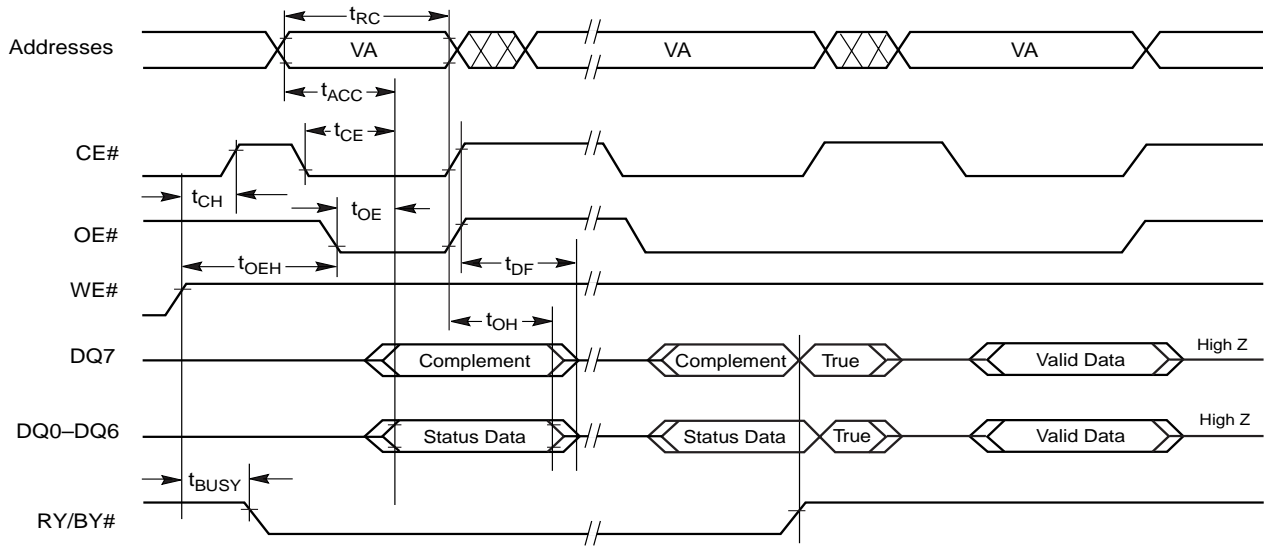 tRC
Addresses VA VA VA
tACC
tCE
CE#
tCH
tOE
OE#
tOEH
tDF
WE#
tOH
DQ7 Complement Complement True Valid Data High Z
DQ0–DQ6 Status Data Status Data True Valid Data High Z
tBUSY
RY/BY#